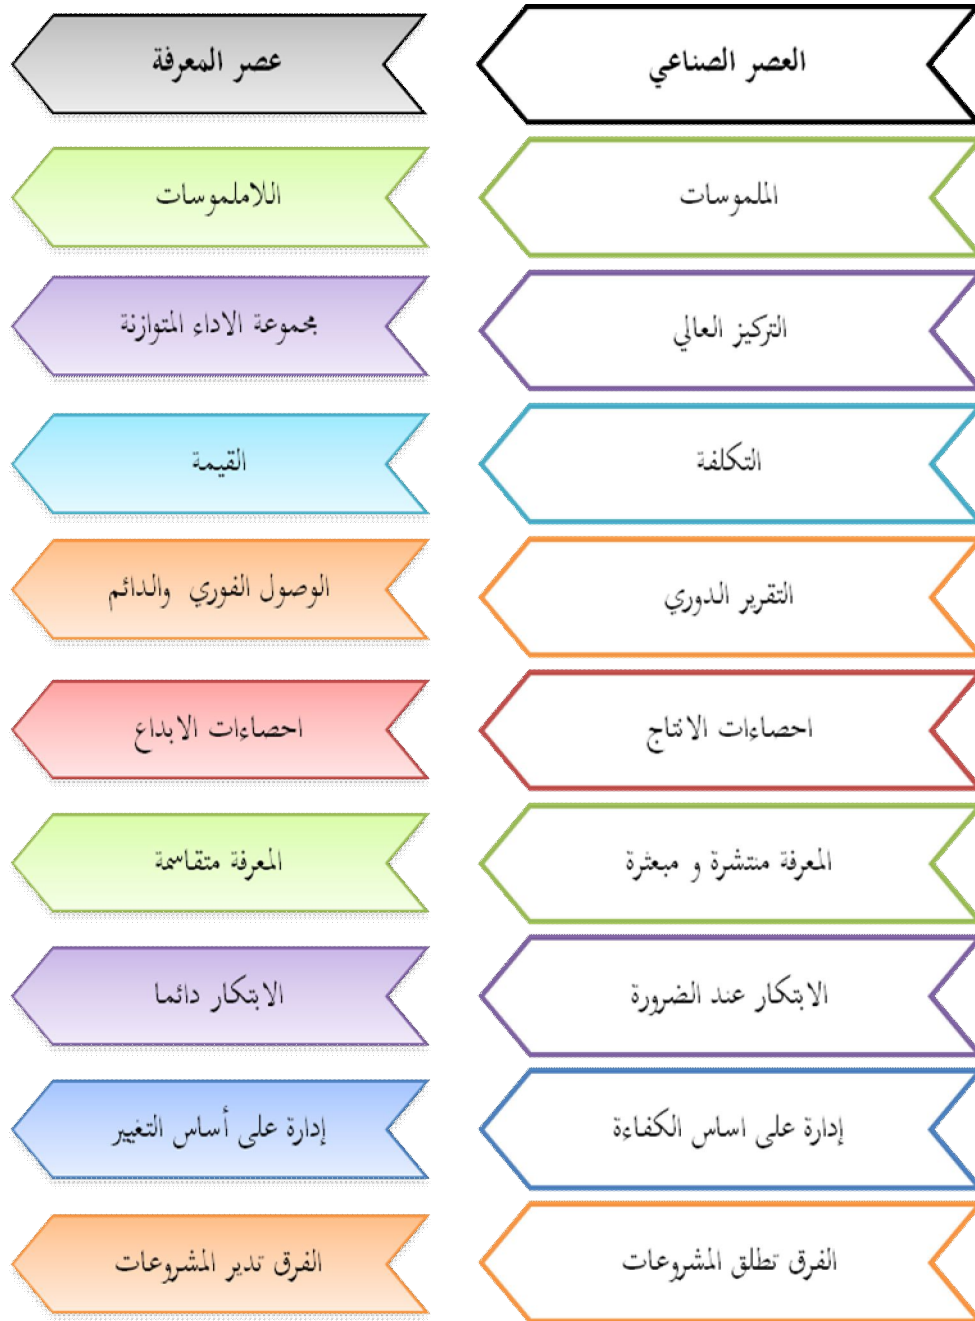 العصر الصناعي
عصر المعرفة
الملموسات
اللاملموسات
التركيز العالي
مجموعة الاداء المتوازنة
التكلفة
القيمة
التقرير الدوري
الوصول الفوري والدائم
احصاءات الانتاج
احصاءات الابداع
المعرفة منتشرة و مبعثرة
المعرفة متقاسمة
الابتكار عند الضرورة
الابتكار دائما
إدارة على اساس الكفاءة
إدارة على أساس التغيير
الفرق تطلق المشروعات
الفرق تدير المشروعات